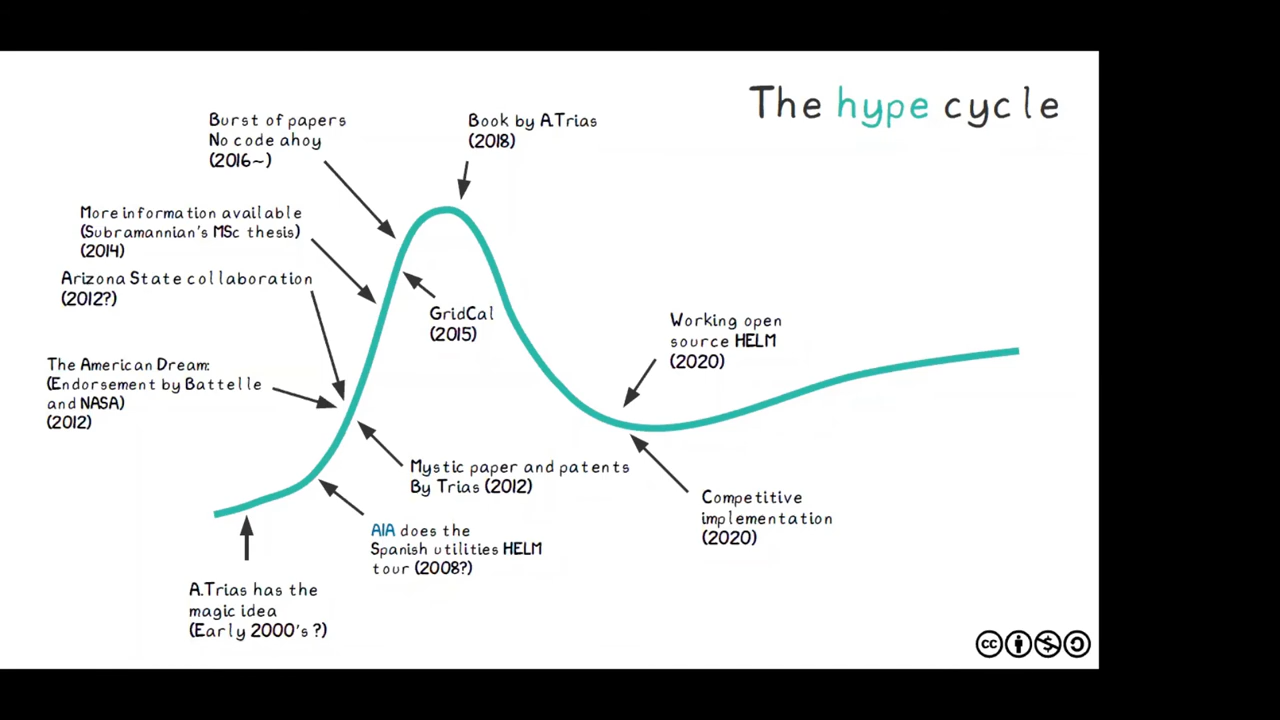 The hype cycle
Burst of papers
No code ahoy
(2016~)
Book by A.Trias
(2018)
More information available
(Subramannian's MSc thesis)
(2014)
Arizona State collaboration
(2012?)
GridCal
(2015)
Working open
source HELM
(2020)
The American Dream:
(Endorsement by Battelle
and NASA)
(2012)
Mystic paper and patents
By Trias (2012)
Competitive
implementation
(2020)
AIA does the
Spanish utilities HELM
tour (2008?)
A.Trias has the
magic idea
(Early 2000's ?)
cc